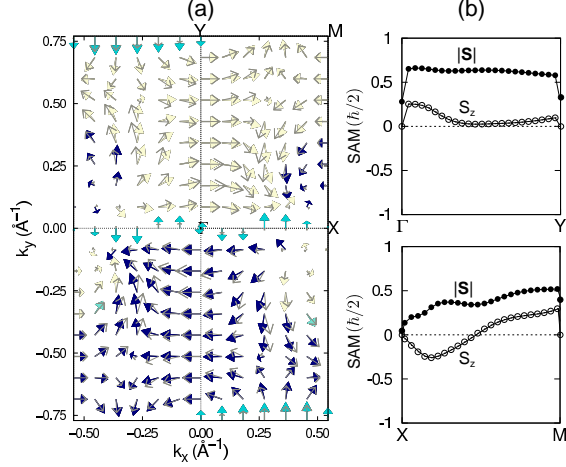 (a)
(b)
Y
M
0.75
0.50
0.25
0.00
−0.25
−0.50
−0.75
k_y (Å⁻¹)
X
−0.50
−0.25
0.00
0.25
0.50
k_x (Å⁻¹)
1
0.5
0
0.5
1
SAM (ℏ/2)
|S|
S_z
Γ
Y
1
0.5
0
0.5
1
SAM (ℏ/2)
|S|
S_z
X
M